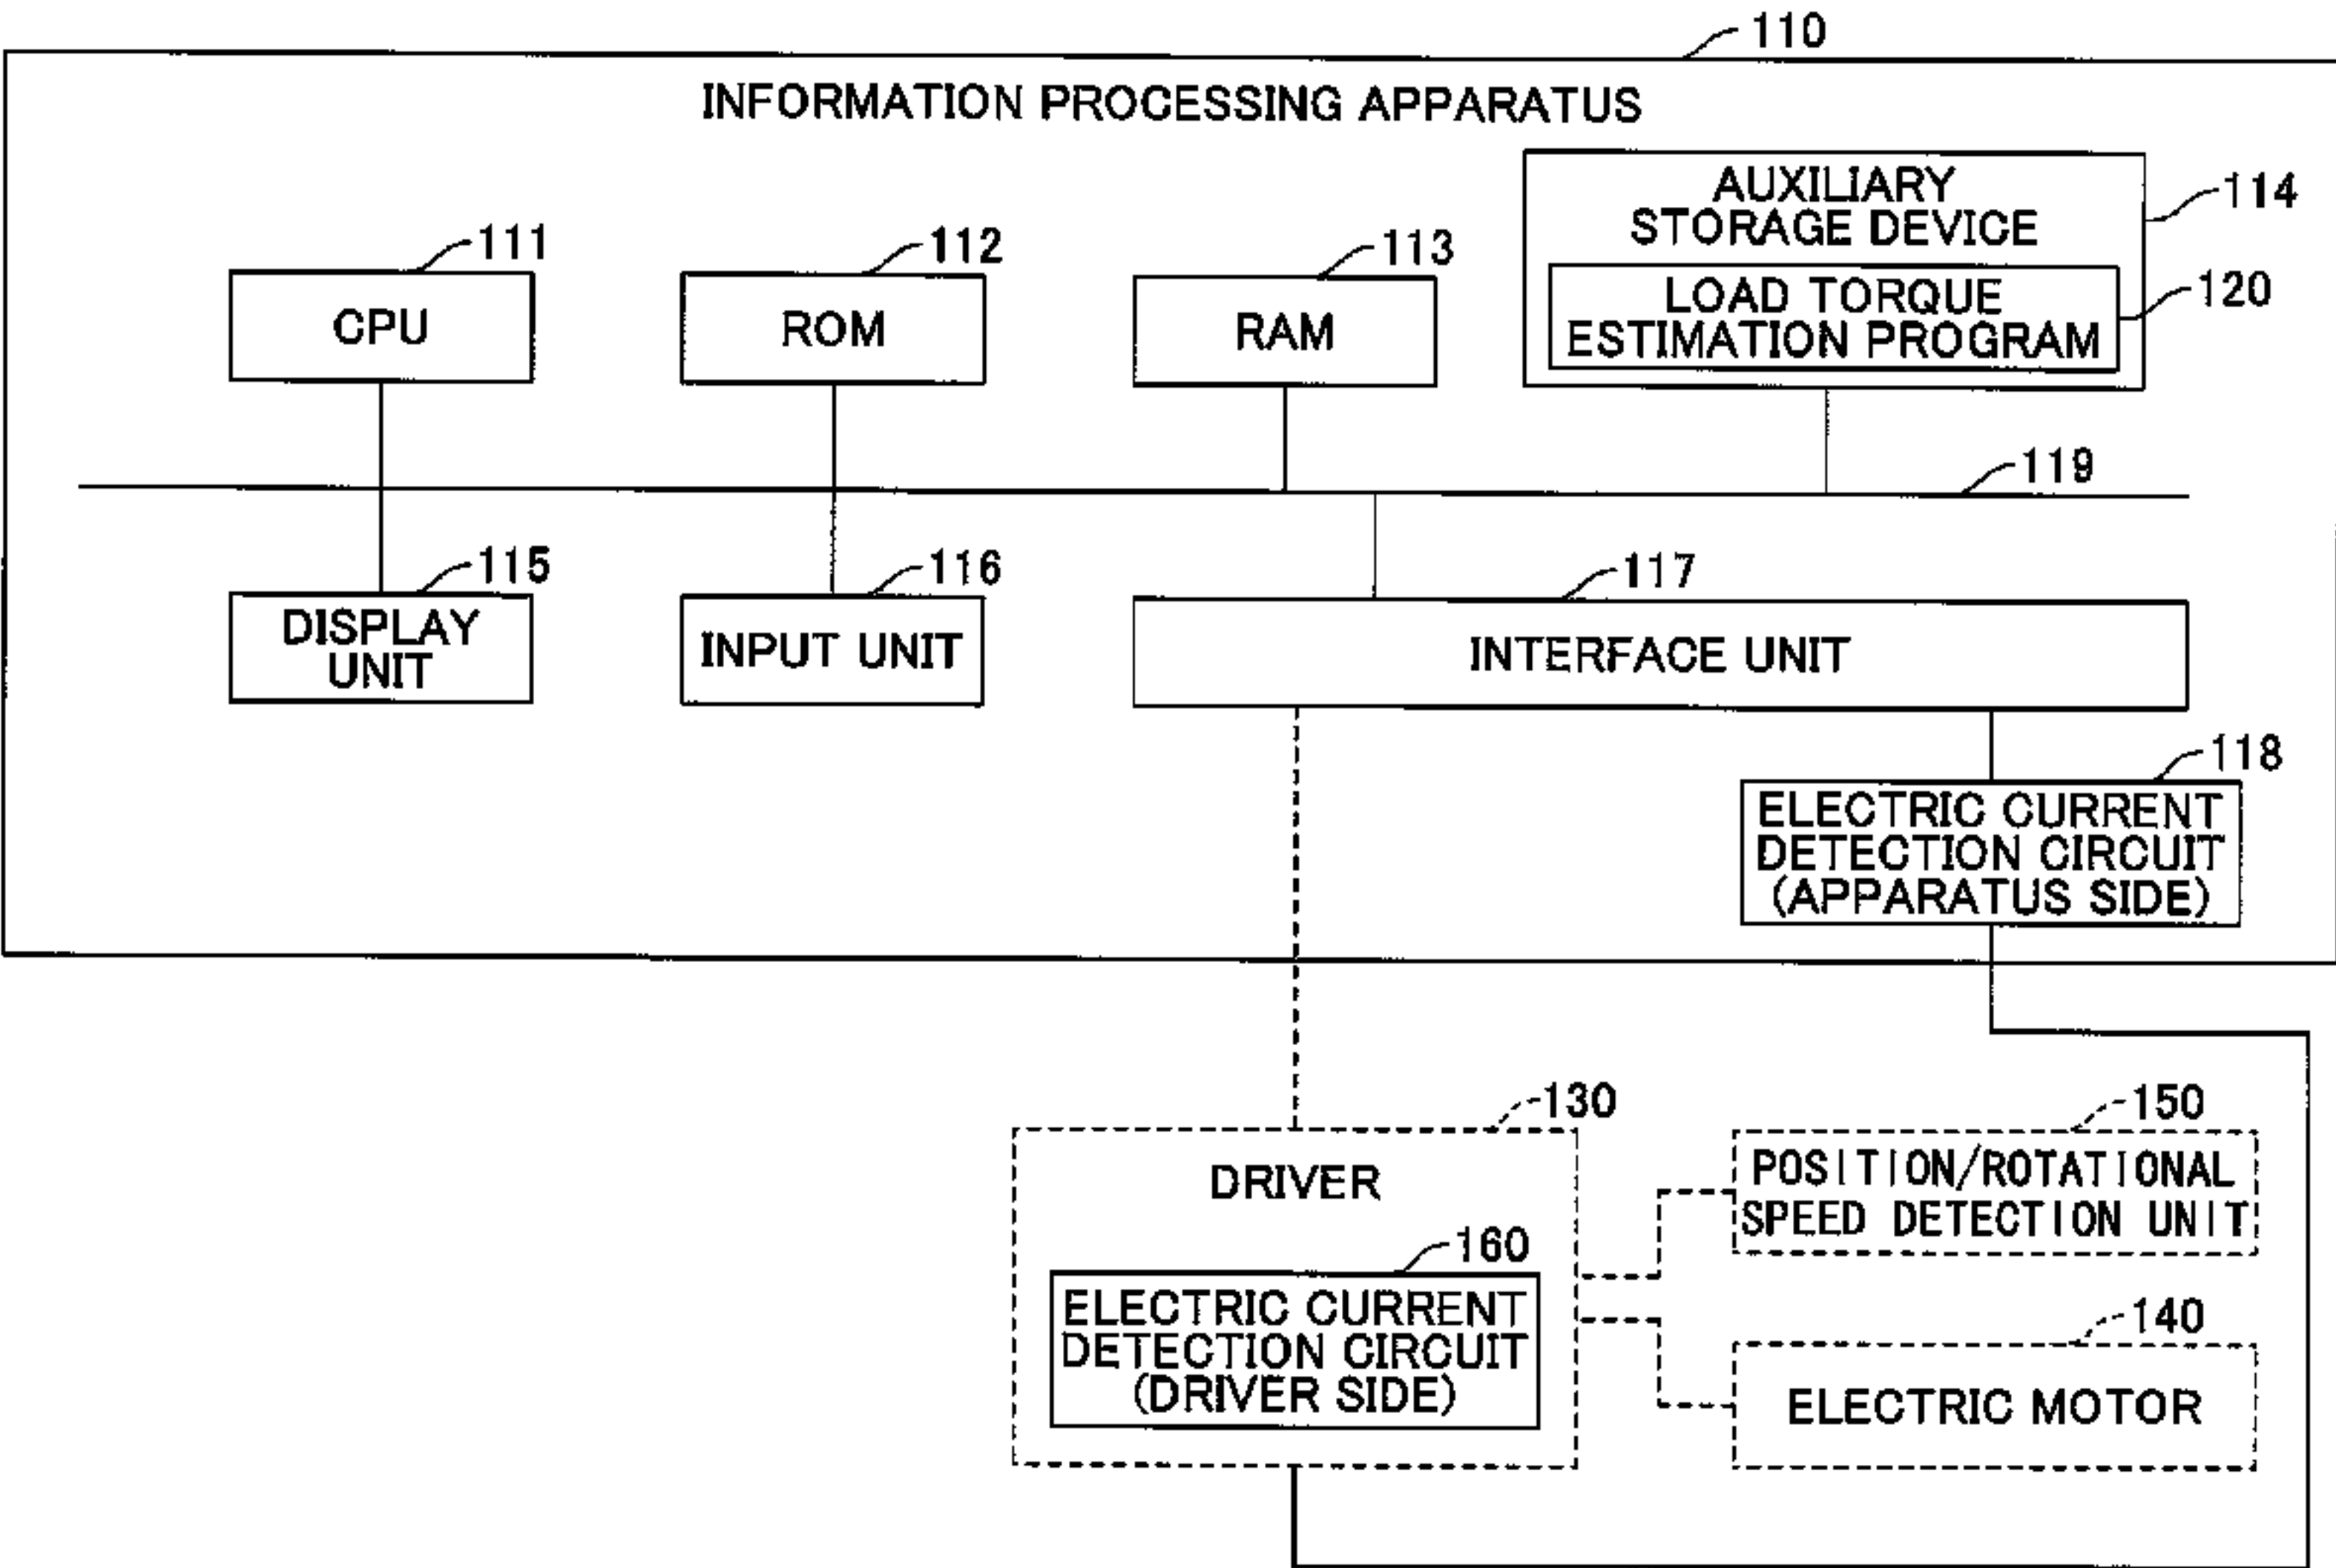 110
INFORMATION PROCESSING APPARATUS
AUXILIARY
STORAGE DEVICE
114
LOAD TORQUE
ESTIMATION PROGRAM
120
111
CPU
112
ROM
113
RAM
119
115
DISPLAY
UNIT
116
INPUT UNIT
117
INTERFACE UNIT
118
ELECTRIC CURRENT
DETECTION CIRCUIT
(APPARATUS SIDE)
130
DRIVER
160
ELECTRIC CURRENT
DETECTION CIRCUIT
(DRIVER SIDE)
150
POSITION/ROTATIONAL
SPEED DETECTION UNIT
140
ELECTRIC MOTOR